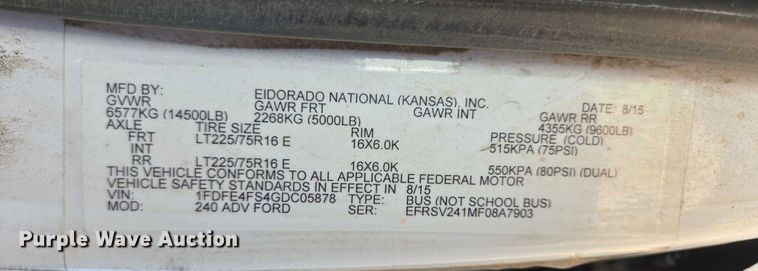 MFD BY: EIDORADO NATIONAL (KANSAS), INC. DATE: 8/15
GVWR GAWR FRT GAWR INT GAWR RR
6577KG (14500LB) 2268KG (5000LB) 4355KG (9600LB)
AXLE TIRE SIZE RIM PRESSURE (COLD)
FRT LT225/75R16 E 16X6.0K 515KPA (75PSI)
INT
RR LT225/75R16 E 16X6.0K 550KPA (80PSI) (DUAL)
THIS VEHICLE CONFORMS TO ALL APPLICABLE FEDERAL MOTOR
VEHICLE SAFETY STANDARDS IN EFFECT IN 8/15
VIN: 1FDFE4FS4GDC05878 TYPE: BUS (NOT SCHOOL BUS)
MOD: 240 ADV FORD SER: EFRSV241MF08A7903
Purple Wave Auction